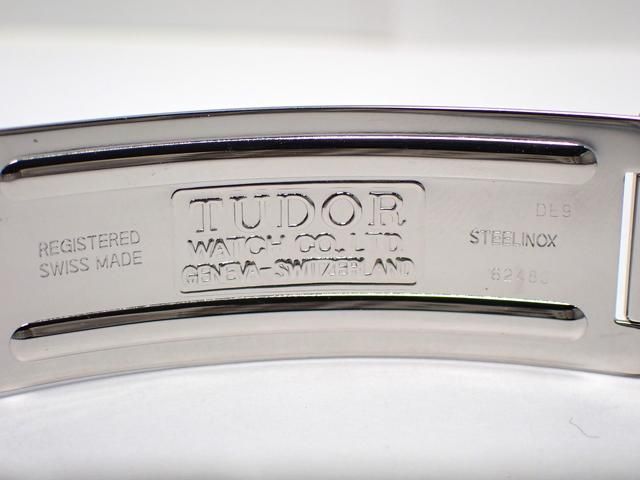 REGISTERED
SWISS MADE
TUDOR
WATCH CO. LTD.
GENEVA-SWITZERLAND
DE9
STEELINOX